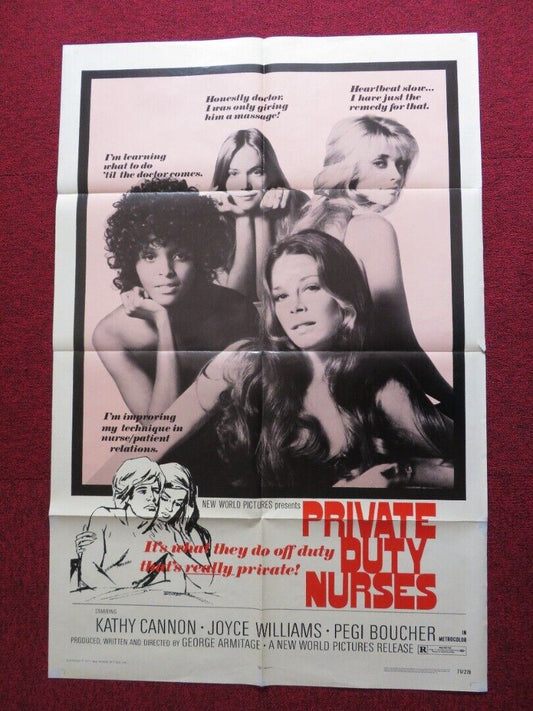 Honestly doctor,
I was only giving
him a massage!
Heartbeat slow...
I have just the
remedy for that.
I'm learning
what to do
'til the doctor comes.
I'm improving
my technique in
nurse/patient
relations.
NEW WORLD PICTURES presents
PRIVATE
DUTY
NURSES
It's what they do off duty
that's really private!
STARRING
KATHY CANNON · JOYCE WILLIAMS · PEGI BOUCHER
IN
METROCOLOR
PRODUCED, WRITTEN AND DIRECTED BY GEORGE ARMITAGE · A NEW WORLD PICTURES RELEASE
R